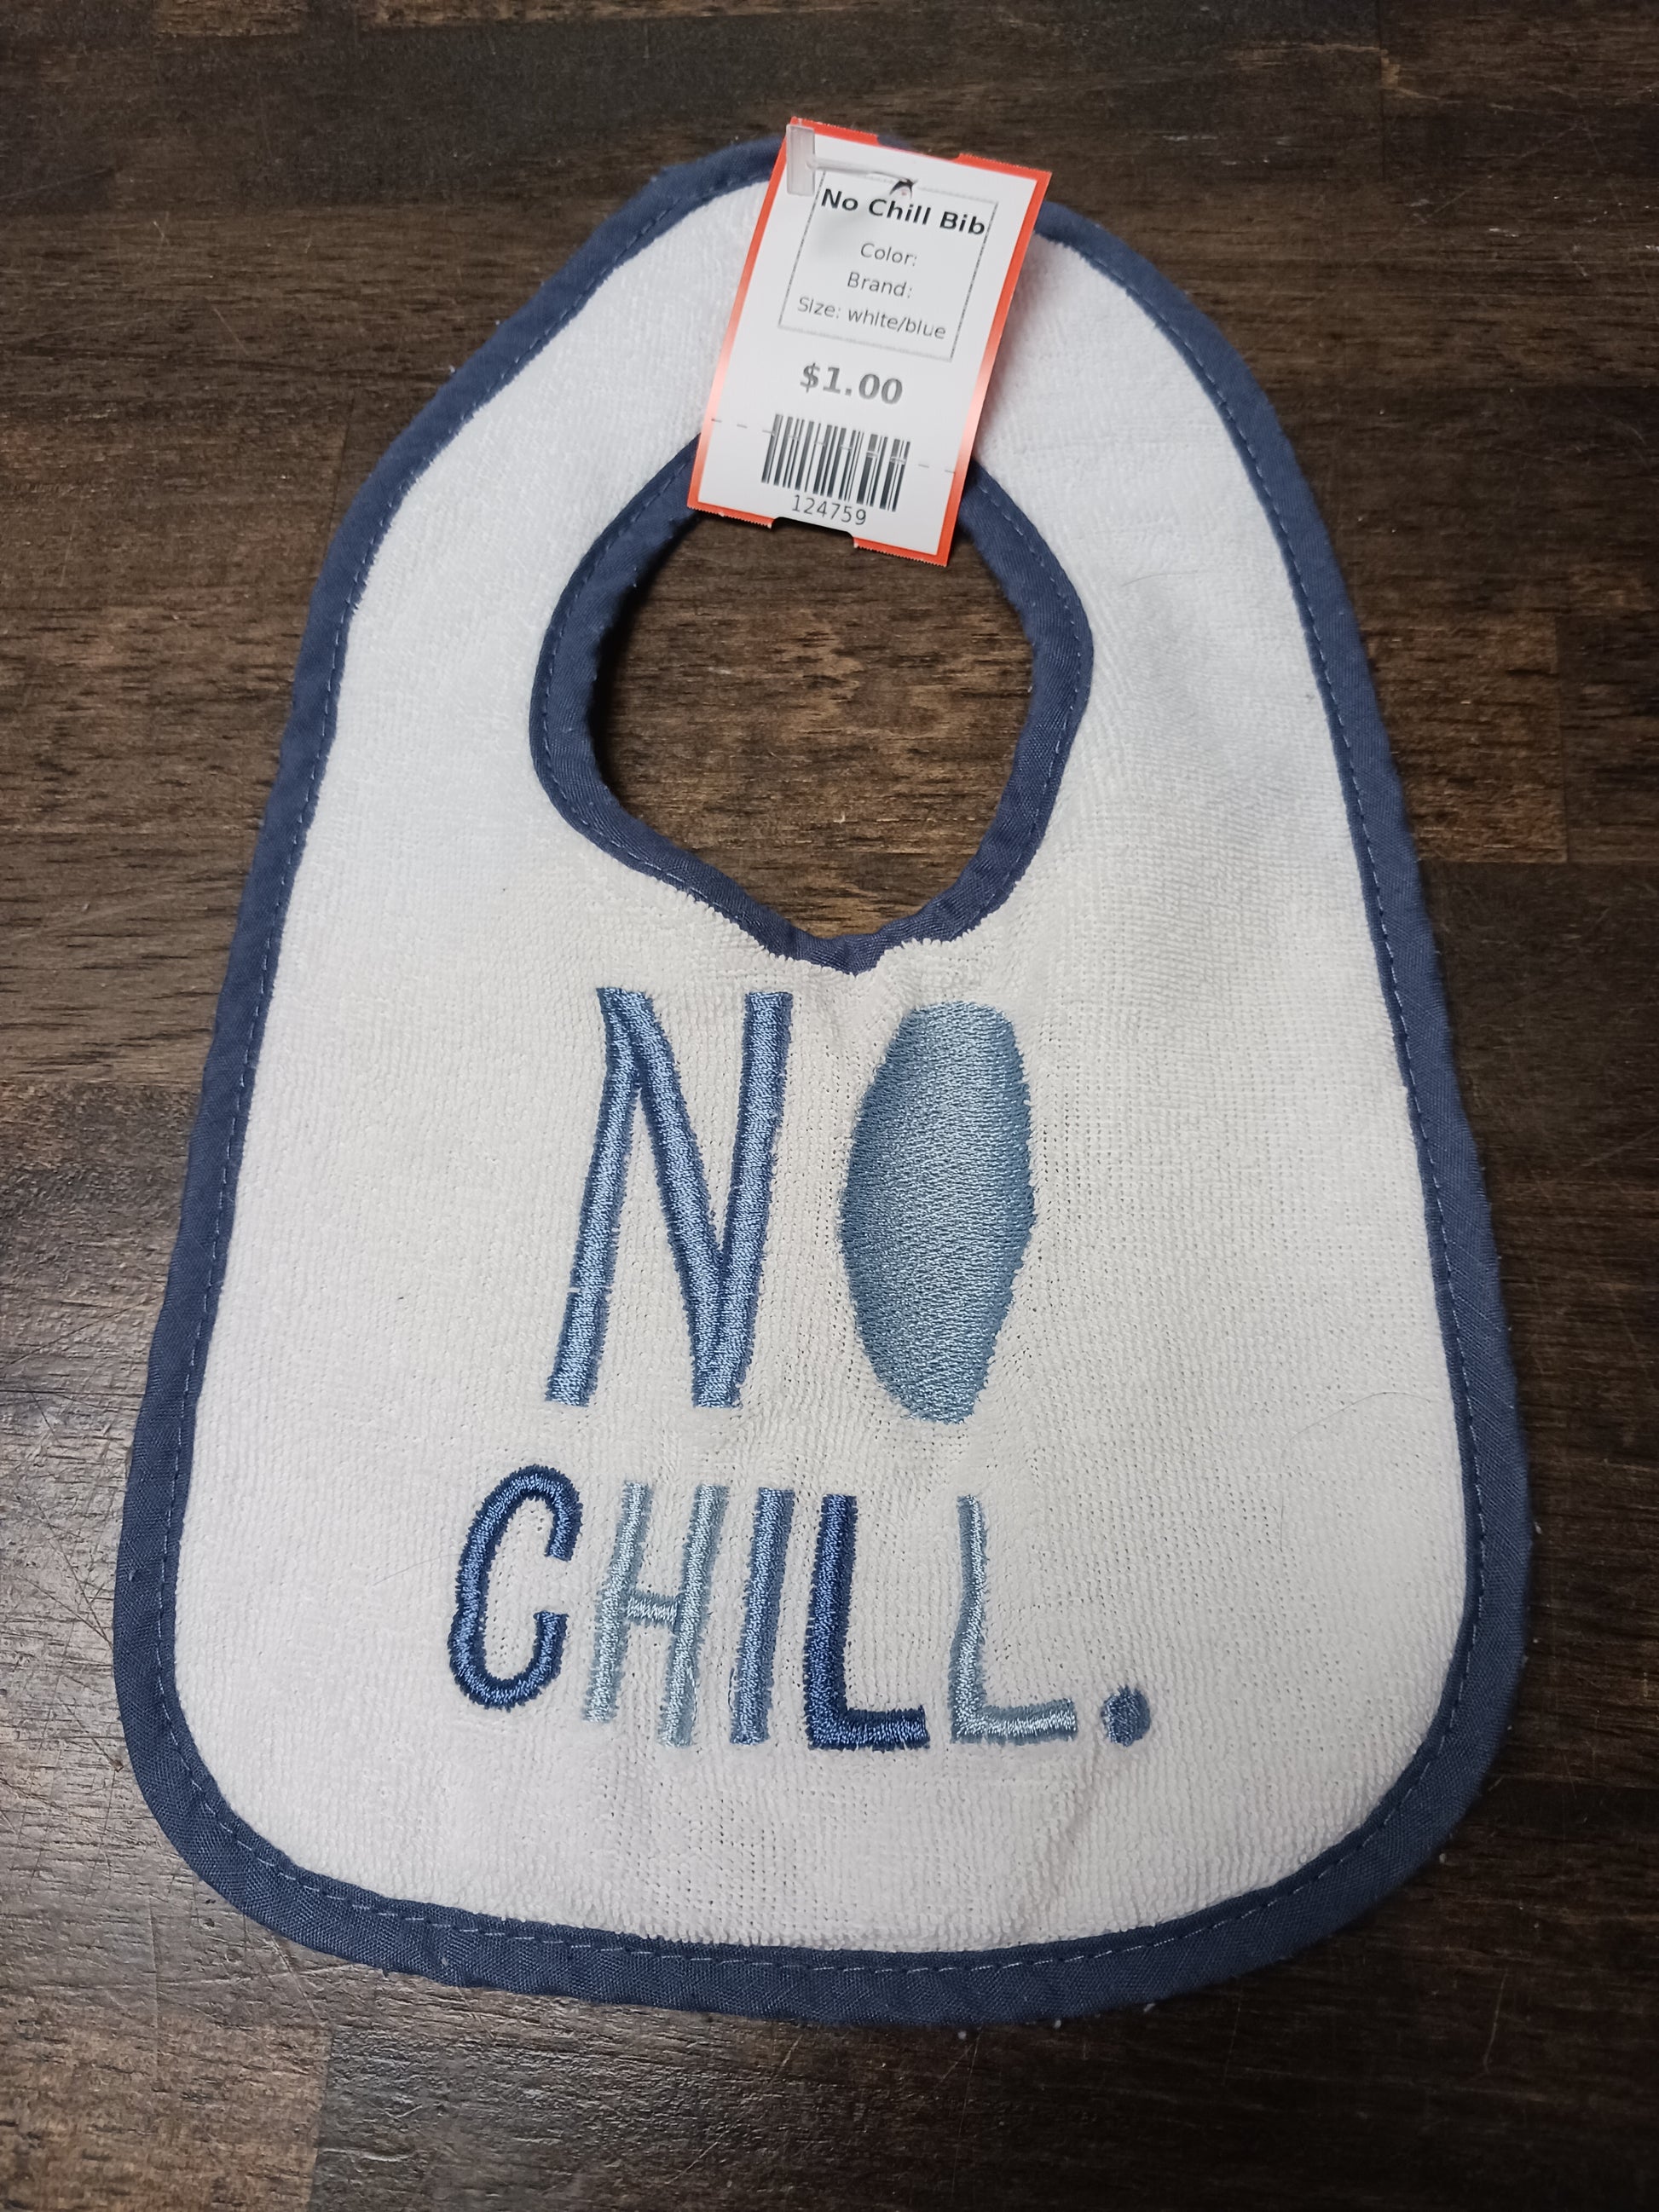 No Chill Bib
Color:
Brand:
Size: white/blue
$1.00
124759
NO
CHILL.